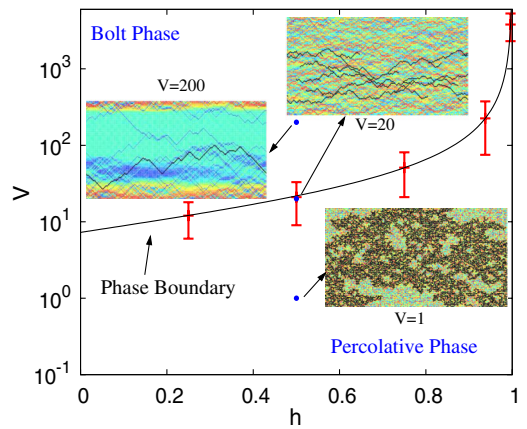 Bolt Phase
V=200
V=20
Phase Boundary
V=1
Percolative Phase
V
10^3
10^2
10^1
10^0
10^-1
0 0.2 0.4 0.6 0.8 1
h